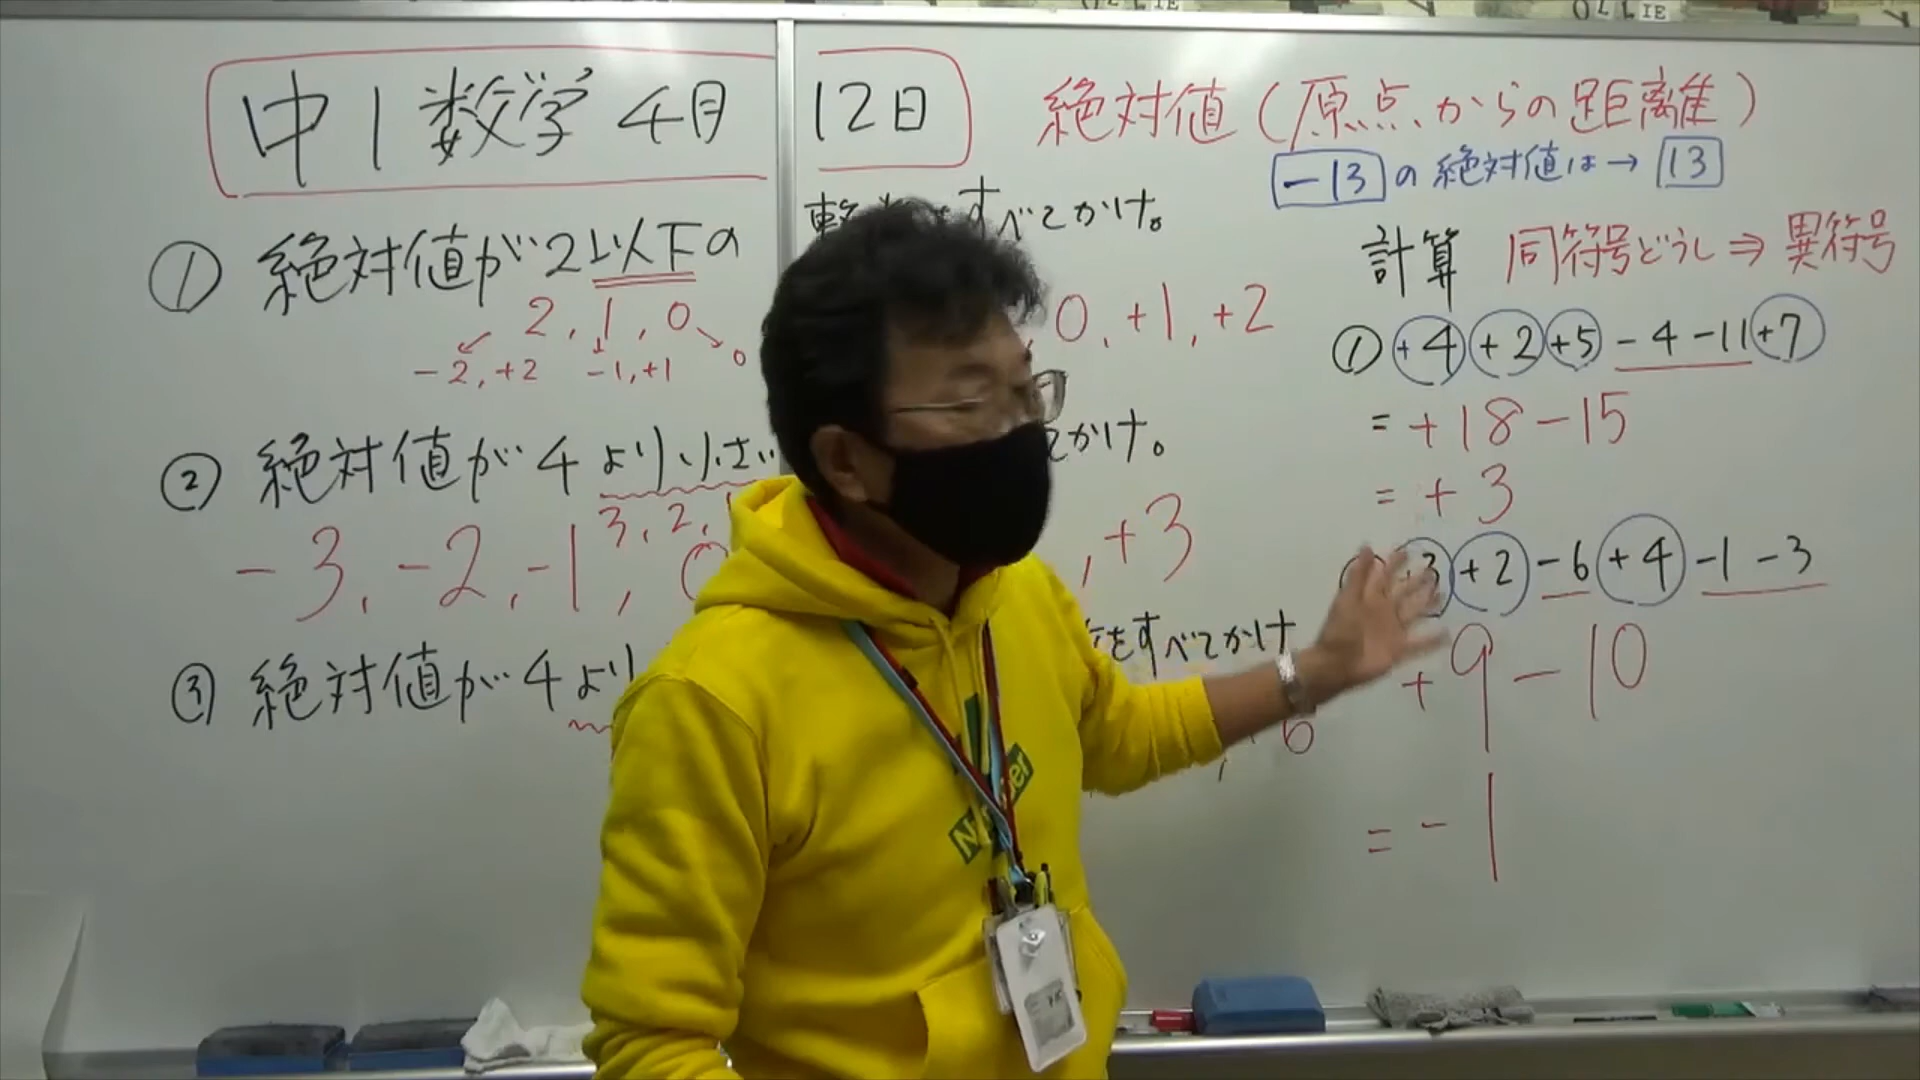 中1数学 4月12日
絶対値(原点からの距離)
-13の絶対値は→13
① 絶対値が2以下の すべてかけ。
2, 1, 0
-2, +2 -1, +1 0
0, +1, +2
② 絶対値が4より小さい かけ。
3, 2,
-3, -2, -1, 0 , +3
③ 絶対値が4より をすべてかけ
6
計算 同符号どうし⇒異符号
① +4+2+5-4-11+7
= +18-15
= +3
+3+2-6+4-1-3
+9-10
= -1
OLLIE